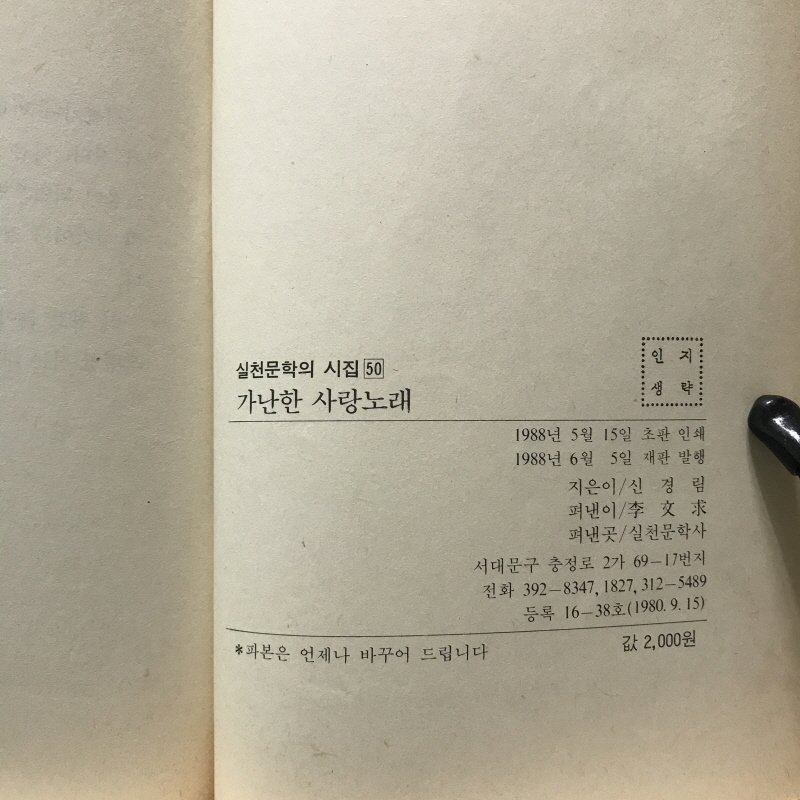 실천문학의 시집 50
가난한 사랑노래
인 지
생 략
1988년 5월 15일 초판 인쇄
1988년 6월 5일 재판 발행
지은이/신 경 림
펴낸이/李 文 求
펴낸곳/실천문학사
서대문구 충정로 2가 69-17번지
전화 392-8347, 1827, 312-5489
등록 16-38호(1980. 9. 15)
*파본은 언제나 바꾸어 드립니다
값 2,000원